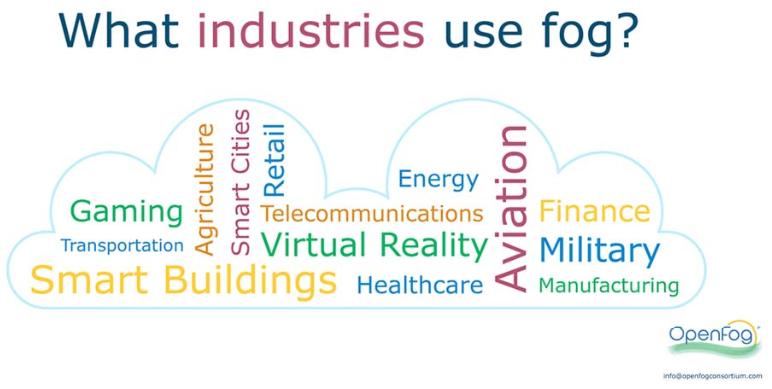 What industries use fog?
Agriculture
Smart Cities
Retail
Energy
Aviation
Gaming
Telecommunications
Finance
Transportation
Virtual Reality
Military
Smart Buildings
Healthcare
Manufacturing
OpenFog
info@openfogconsortium.com